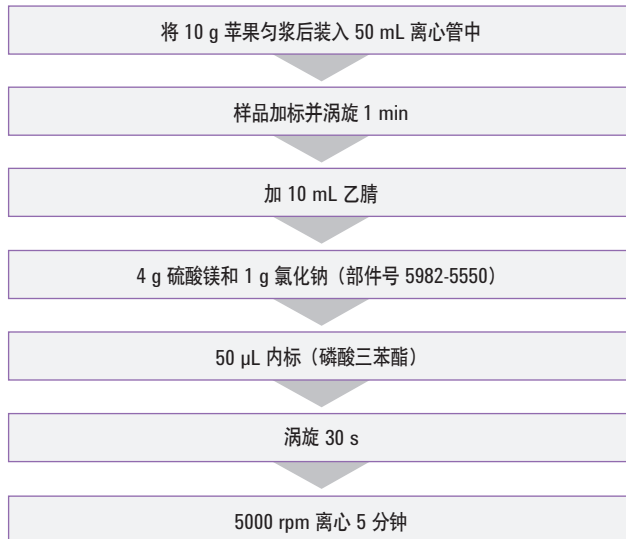 将 10 g 苹果匀浆后装入 50 mL 离心管中
样品加标并涡旋 1 min
加 10 mL 乙腈
4 g 硫酸镁和 1 g 氯化钠（部件号 5982-5550）
50 µL 内标（磷酸三苯酯）
涡旋 30 s
5000 rpm 离心 5 分钟